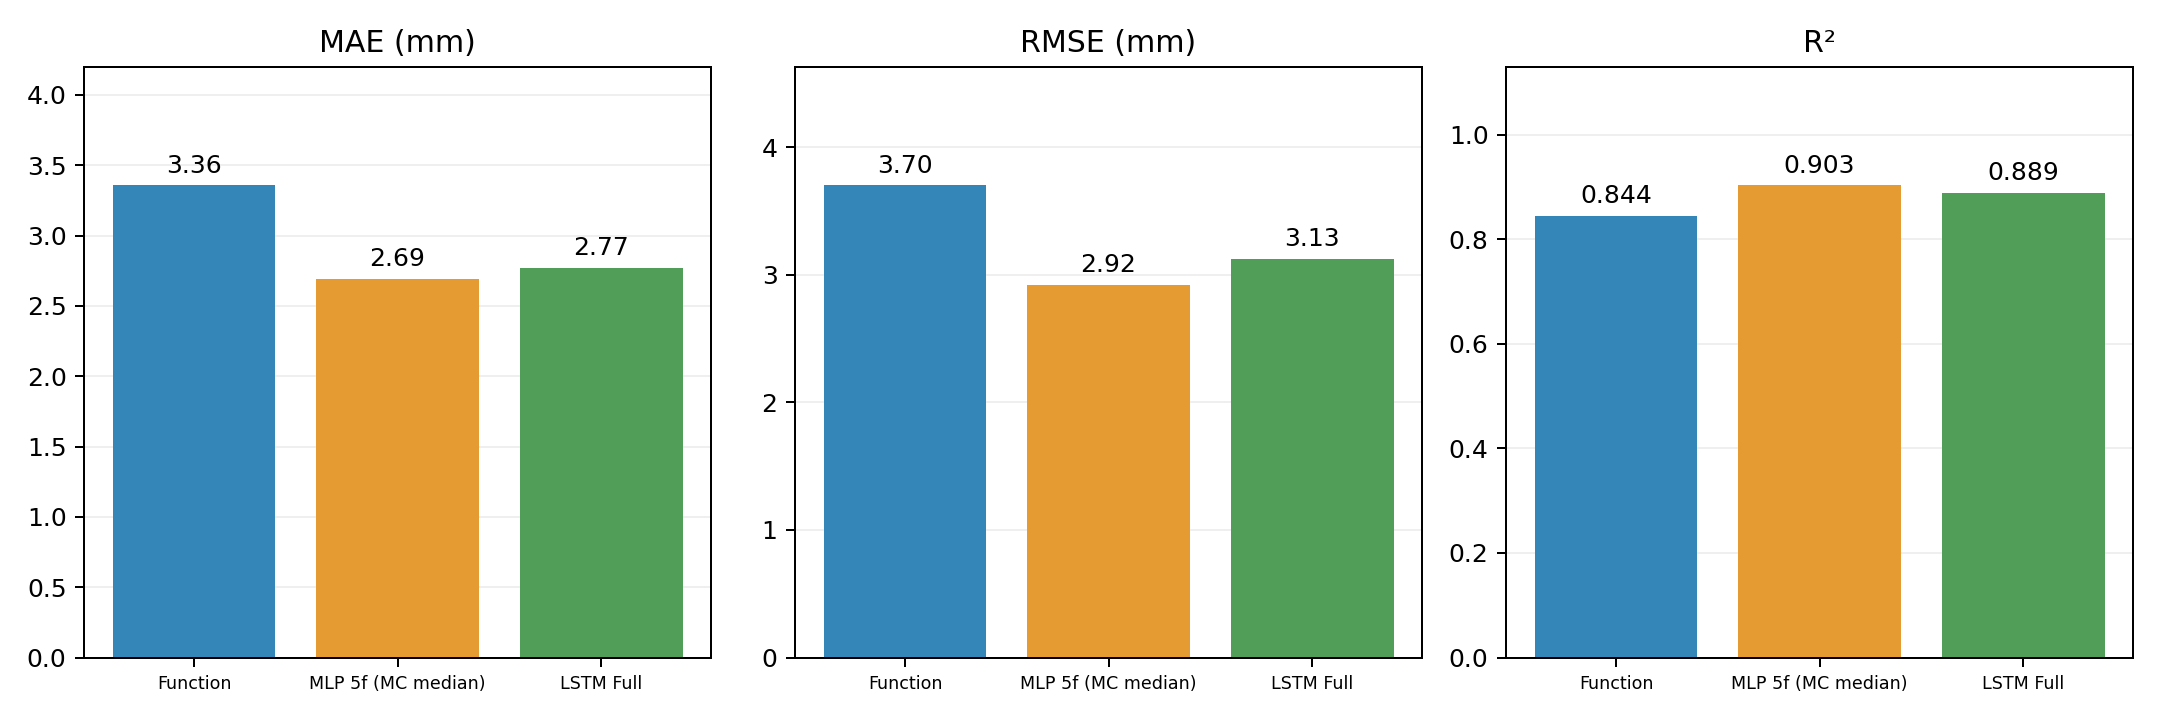 MAE (mm)
4.0
3.5
3.0
2.5
2.0
1.5
1.0
0.5
0.0
3.36
2.69
2.77
Function
MLP 5f (MC median)
LSTM Full
RMSE (mm)
4
3
2
1
0
3.70
2.92
3.13
Function
MLP 5f (MC median)
LSTM Full
R²
1.0
0.8
0.6
0.4
0.2
0.0
0.844
0.903
0.889
Function
MLP 5f (MC median)
LSTM Full